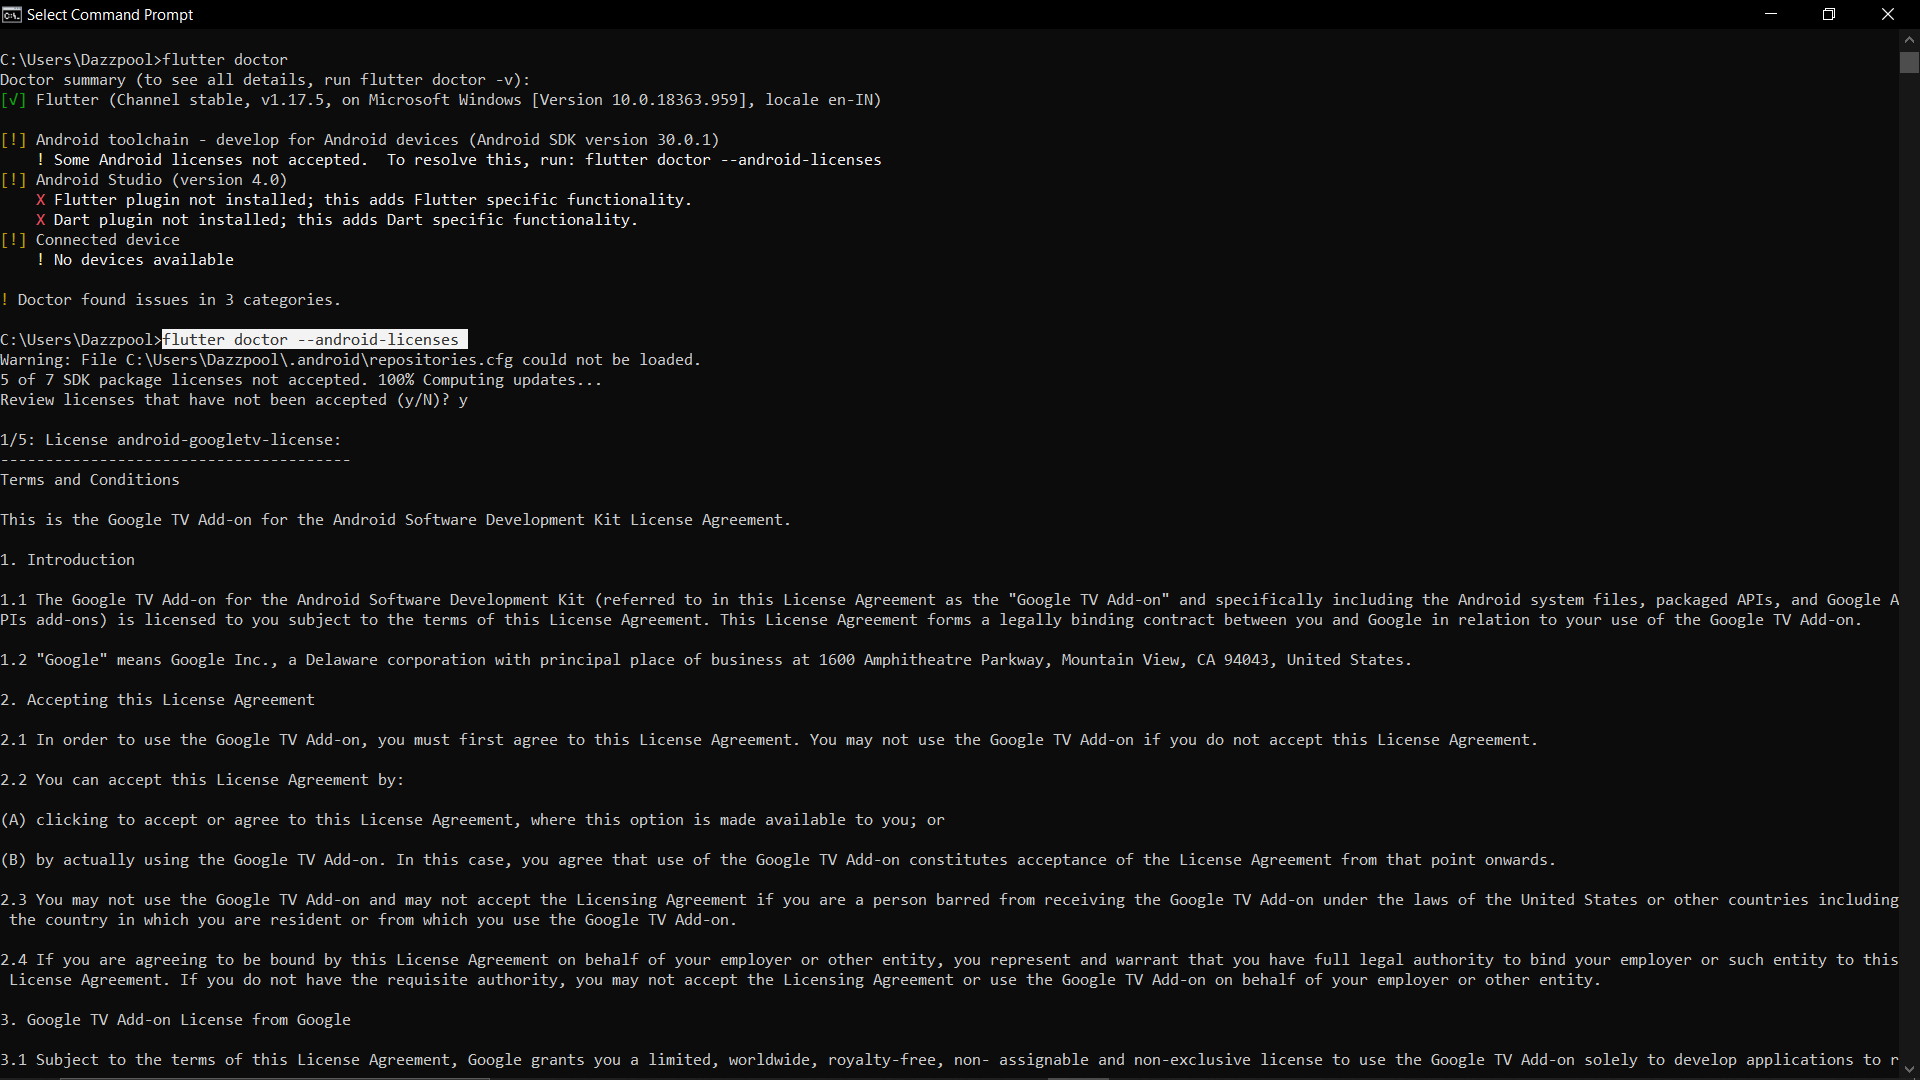 Select Command Prompt
C:\Users\Dazzpool>flutter doctor
Doctor summary (to see all details, run flutter doctor -v):
[√] Flutter (Channel stable, v1.17.5, on Microsoft Windows [Version 10.0.18363.959], locale en-IN)
[!] Android toolchain - develop for Android devices (Android SDK version 30.0.1)
! Some Android licenses not accepted.  To resolve this, run: flutter doctor --android-licenses
[!] Android Studio (version 4.0)
X Flutter plugin not installed; this adds Flutter specific functionality.
X Dart plugin not installed; this adds Dart specific functionality.
[!] Connected device
! No devices available
! Doctor found issues in 3 categories.
C:\Users\Dazzpool>flutter doctor --android-licenses
Warning: File C:\Users\Dazzpool\.android\repositories.cfg could not be loaded.
5 of 7 SDK package licenses not accepted. 100% Computing updates...
Review licenses that have not been accepted (y/N)? y
1/5: License android-googletv-license:
---------------------------------------
Terms and Conditions
This is the Google TV Add-on for the Android Software Development Kit License Agreement.
1. Introduction
1.1 The Google TV Add-on for the Android Software Development Kit (referred to in this License Agreement as the "Google TV Add-on" and specifically including the Android system files, packaged APIs, and Google A
PIs add-ons) is licensed to you subject to the terms of this License Agreement. This License Agreement forms a legally binding contract between you and Google in relation to your use of the Google TV Add-on.
1.2 "Google" means Google Inc., a Delaware corporation with principal place of business at 1600 Amphitheatre Parkway, Mountain View, CA 94043, United States.
2. Accepting this License Agreement
2.1 In order to use the Google TV Add-on, you must first agree to this License Agreement. You may not use the Google TV Add-on if you do not accept this License Agreement.
2.2 You can accept this License Agreement by:
(A) clicking to accept or agree to this License Agreement, where this option is made available to you; or
(B) by actually using the Google TV Add-on. In this case, you agree that use of the Google TV Add-on constitutes acceptance of the License Agreement from that point onwards.
2.3 You may not use the Google TV Add-on and may not accept the Licensing Agreement if you are a person barred from receiving the Google TV Add-on under the laws of the United States or other countries including
the country in which you are resident or from which you use the Google TV Add-on.
2.4 If you are agreeing to be bound by this License Agreement on behalf of your employer or other entity, you represent and warrant that you have full legal authority to bind your employer or such entity to this
License Agreement. If you do not have the requisite authority, you may not accept the Licensing Agreement or use the Google TV Add-on on behalf of your employer or other entity.
3. Google TV Add-on License from Google
3.1 Subject to the terms of this License Agreement, Google grants you a limited, worldwide, royalty-free, non- assignable and non-exclusive license to use the Google TV Add-on solely to develop applications to r